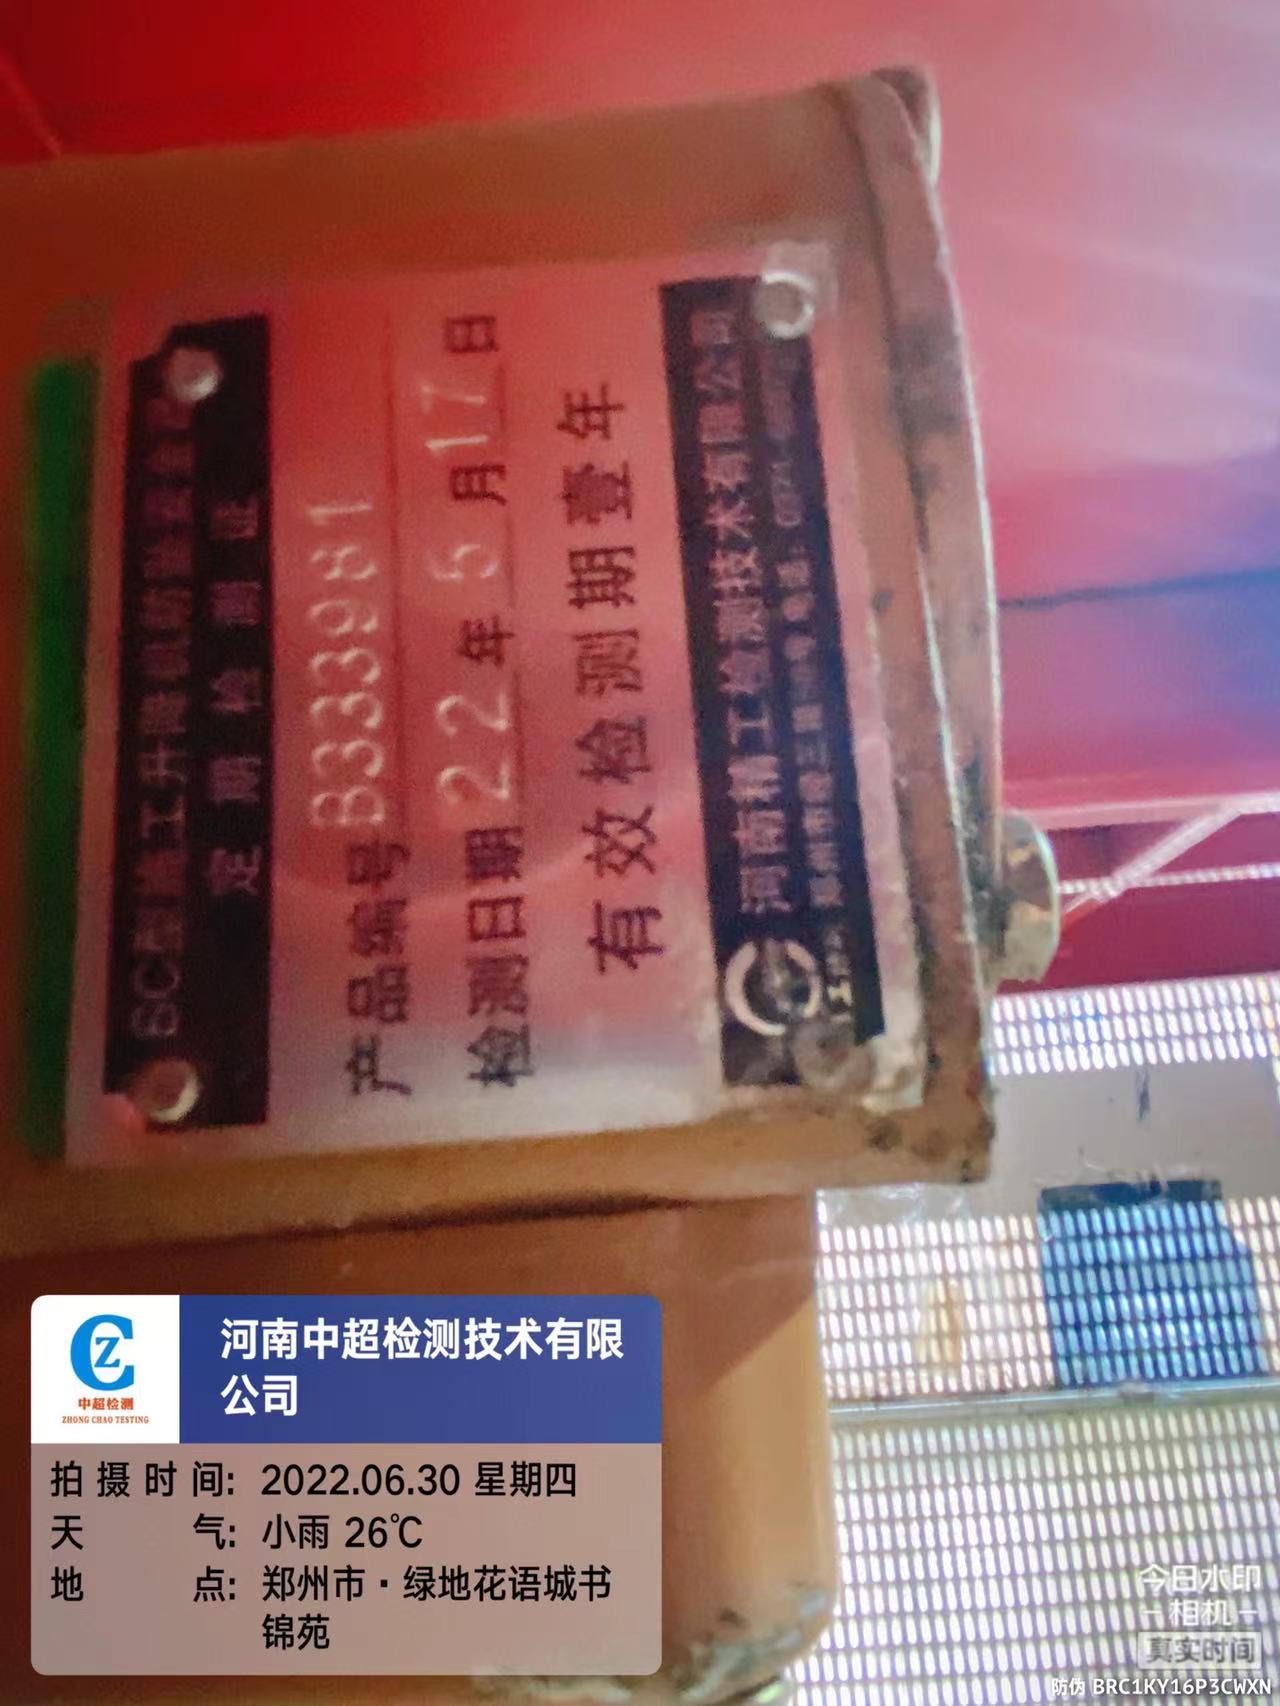 SC型施工升降机防坠安全器
定期检测证
产品编号 B333981
检测日期 22年5月17日
有效检测期壹年
河南精工检测技术有限公司
中超检测
ZHONG CHAO TESTING
河南中超检测技术有限
公司
拍摄时间: 2022.06.30 星期四
天气: 小雨 26℃
地点: 郑州市·绿地花语城书
锦苑
今日水印
-相机-
真实时间
防伪 BRC1KY16P3CWXN